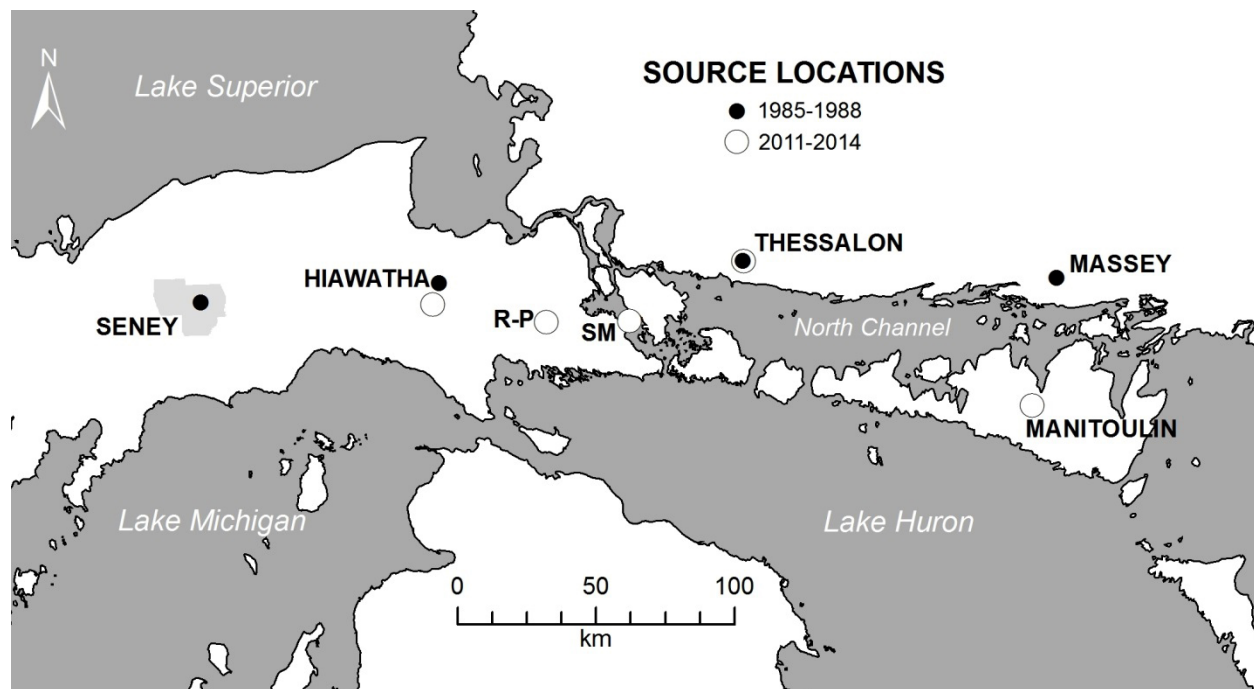 N
Lake Superior
SOURCE LOCATIONS
1985-1988
2011-2014
THESSALON
MASSEY
HIAWATHA
SENEY
R-P
SM
North Channel
MANITOULIN
Lake Michigan
Lake Huron
0 50 100
km